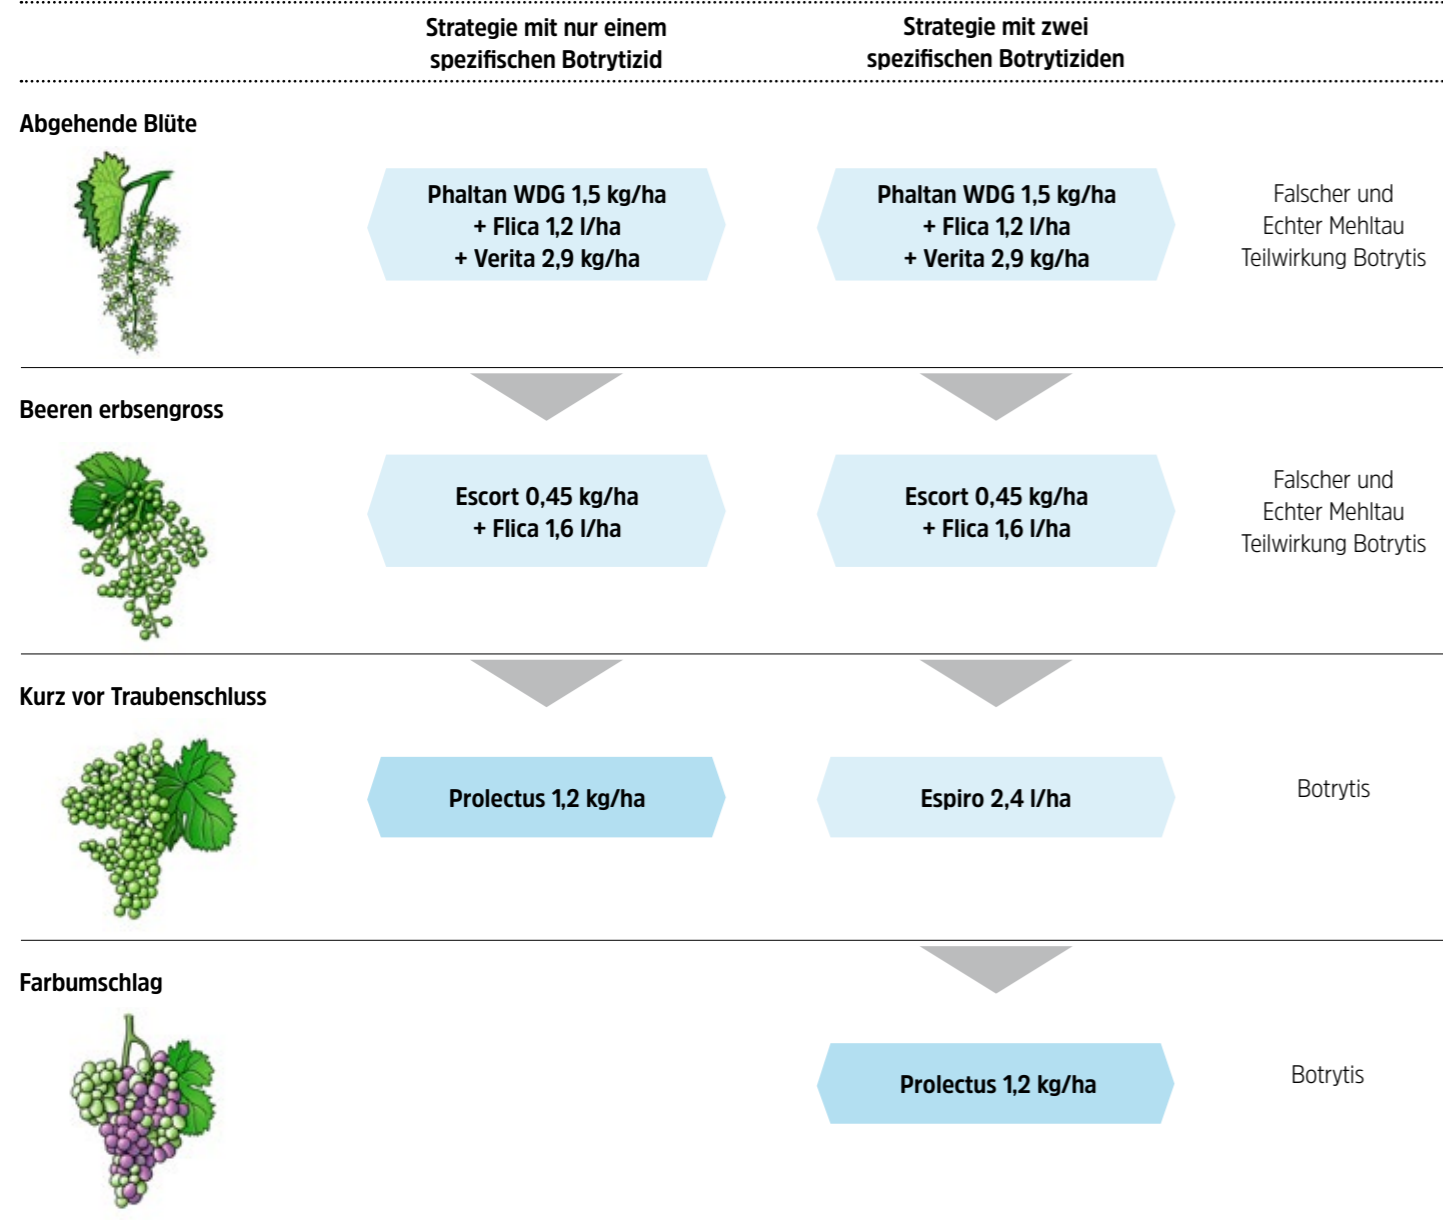 Strategie mit nur einem
spezifischen Botrytizid
Strategie mit zwei
spezifischen Botrytiziden
Abgehende Blüte
Phaltan WDG 1,5 kg/ha
+ Flica 1,2 l/ha
+ Verita 2,9 kg/ha
Phaltan WDG 1,5 kg/ha
+ Flica 1,2 l/ha
+ Verita 2,9 kg/ha
Falscher und
Echter Mehltau
Teilwirkung Botrytis
Beeren erbsengross
Escort 0,45 kg/ha
+ Flica 1,6 l/ha
Escort 0,45 kg/ha
+ Flica 1,6 l/ha
Falscher und
Echter Mehltau
Teilwirkung Botrytis
Kurz vor Traubenschluss
Prolectus 1,2 kg/ha
Espiro 2,4 l/ha
Botrytis
Farbumschlag
Prolectus 1,2 kg/ha
Botrytis